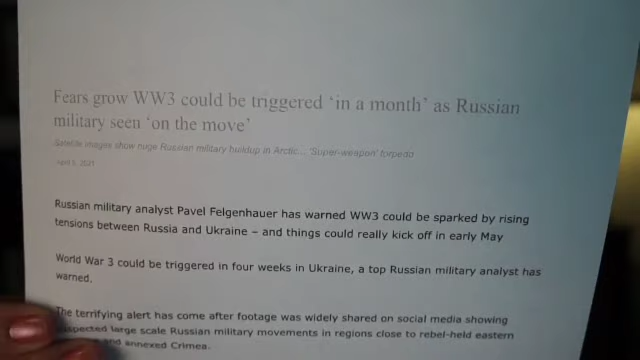 Fears grow WW3 could be triggered 'in a month' as Russian
military seen 'on the move'
Satellite images show huge Russian military buildup in Arctic... 'Super-weapon' torpedo
April 5, 2021
Russian military analyst Pavel Felgenhauer has warned WW3 could be sparked by rising
tensions between Russia and Ukraine – and things could really kick off in early May
World War 3 could be triggered in four weeks in Ukraine, a top Russian military analyst has
warned.
The terrifying alert has come after footage was widely shared on social media showing
suspected large scale Russian military movements in regions close to rebel-held eastern
and annexed Crimea.